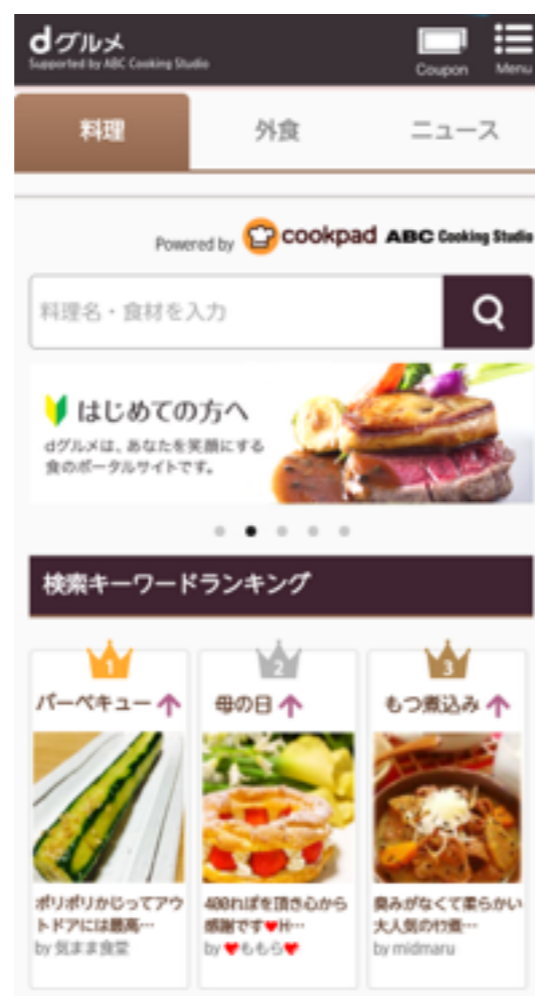 dグルメ
Supported by ABC Cooking Studio
Coupon
Menu
料理
外食
ニュース
Powered by cookpad ABC Cooking Studio
料理名・食材を入力
はじめての方へ
dグルメは、あなたを笑顔にする
食のポータルサイトです。
検索キーワードランキング
1
バーベキュー↑
ポリポリかじってアウ
トドアには最高…
by 気まま食堂
2
母の日↑
400れぽを頂き心から
感謝です♥H…
by ♥ももら♥
3
もつ煮込み↑
臭みがなくて柔らかい
大人気のﾓﾂ煮…
by midmaru